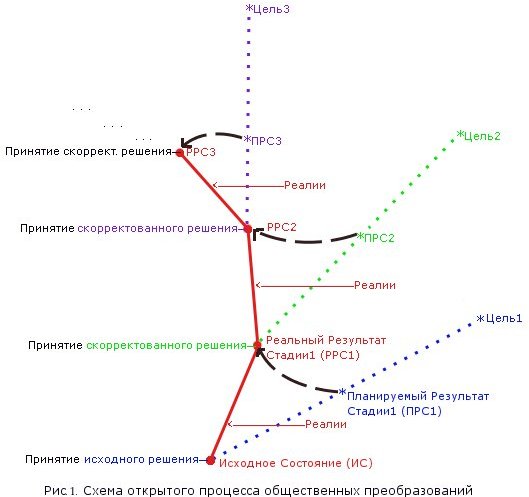 *Цель3
. . .
. . .
. . .
*ПРС3
*Цель2
Принятие скоррект. решения
РРС3
Реалии
Принятие скорректованного решения
РРС2
*ПРС2
Реалии
*Цель1
Принятие скорректованного решения
Реальный Результат
Стадии1 (РРС1)
*Планируемый Результат
Стадии1 (ПРС1)
Реалии
Принятие исходного решения
Исходное Состояние (ИС)
Рис 1. Схема открытого процесса общественных преобразований